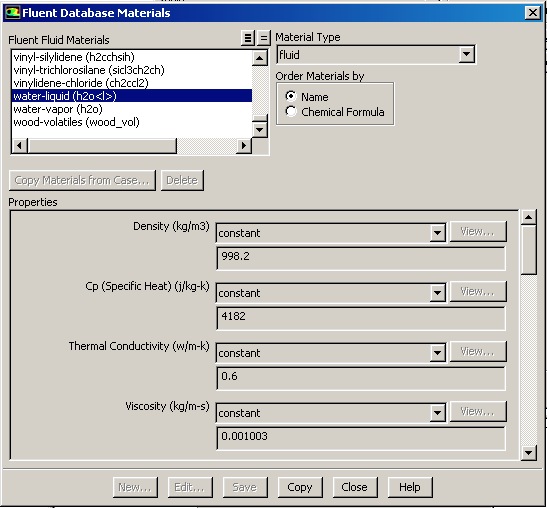 Fluent Database Materials
Fluent Fluid Materials
vinyl-silylidene (h2cchsih)
vinyl-trichlorosilane (sicl3ch2ch)
vinylidene-chloride (ch2ccl2)
water-liquid (h2o<l>)
water-vapor (h2o)
wood-volatiles (wood_vol)
Material Type
fluid
Order Materials by
Name
Chemical Formula
Copy Materials from Case... Delete
Properties
Density (kg/m3) constant View...
998.2
Cp (Specific Heat) (j/kg-k) constant View...
4182
Thermal Conductivity (w/m-k) constant View...
0.6
Viscosity (kg/m-s) constant View...
0.001003
New... Edit... Save Copy Close Help